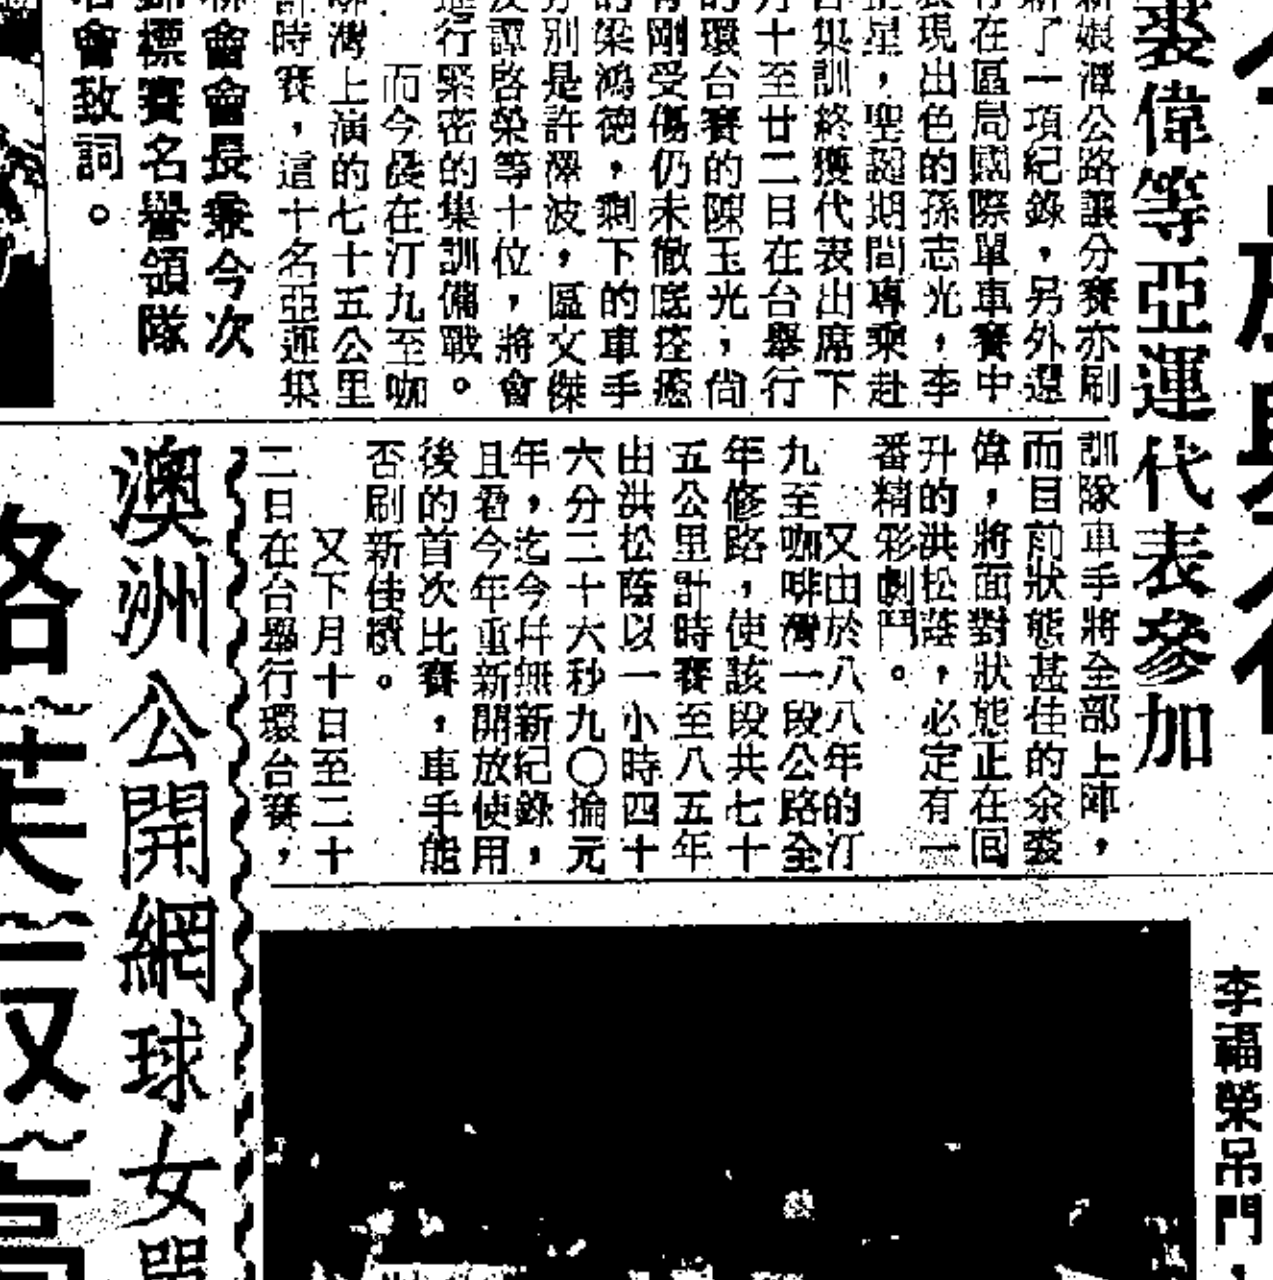 裘偉等亞運代表參加
新娘潭公路讓分賽亦刷
新了一項紀錄，另外還
有在區局國際單車賽中
表現出色的孫志光，李
星，聖誕期間專乘赴
集訓終獲代表出席下
月十至廿二日在台舉行
的環台賽的陳玉光，尚
有剛受傷仍未徹底痊癒
的梁鴻德，剩下的車手
分別是許澤波，區文傑
及譚啓榮等十位，將會
進行緊密的集訓備戰。
而今晨在汀九至咖
啡灣上演的七十五公里
計時賽，這十名亞運集
訓隊車手將全部上陣，
而目前狀態甚佳的余裘
偉，將面對狀態正在回
升的洪松蔭，必定有一
番精彩劇鬥。
又由於八八年的汀
九至咖啡灣一段公路全
年修路，使該段共七十
五公里計時賽至八五年
由洪松蔭以一小時四十
六分二十六秒九〇掄元
年，迄今幷無新紀錄，
且看今年重新開放使用
後的首次比賽，車手能
否刷新佳績。
又下月十日至二十
二日在台舉行環台賽，
聯會會長兼今次
錦標賽名譽領隊
會致詞。
李福榮吊門，
澳洲公開網球女單